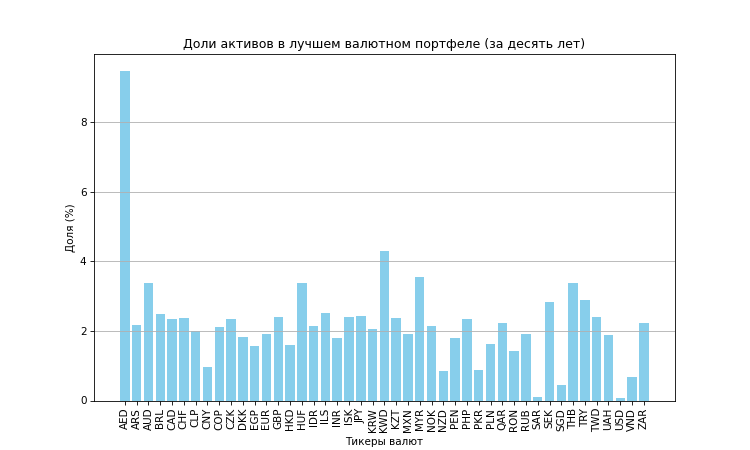 Доли активов в лучшем валютном портфеле (за десять лет)
Доля (%)
8
6
4
2
0
AED ARS AUD BRL CAD CHF CLP CNY COP CZK DKK EGP EUR GBP HKD HUF IDR ILS INR ISK JPY KRW KWD KZT MXN MYR NOK NZD PEN PHP PKR PLN QAR RON RUB SAR SEK SGD THB TRY TWD UAH USD VND ZAR
Тикеры валют